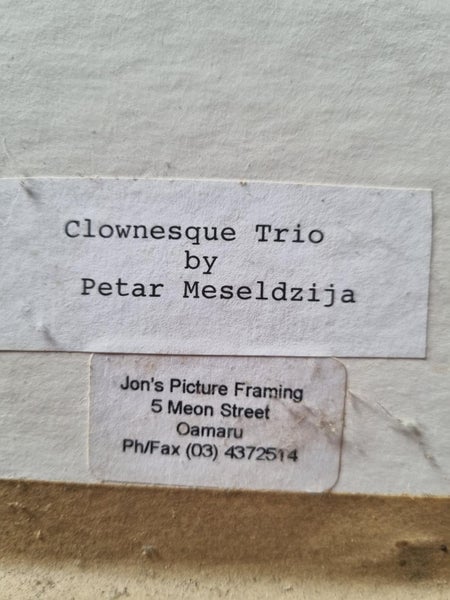 Clownesque Trio
by
Petar Meseldzija
Jon's Picture Framing
5 Meon Street
Oamaru
Ph/Fax (03) 4372514